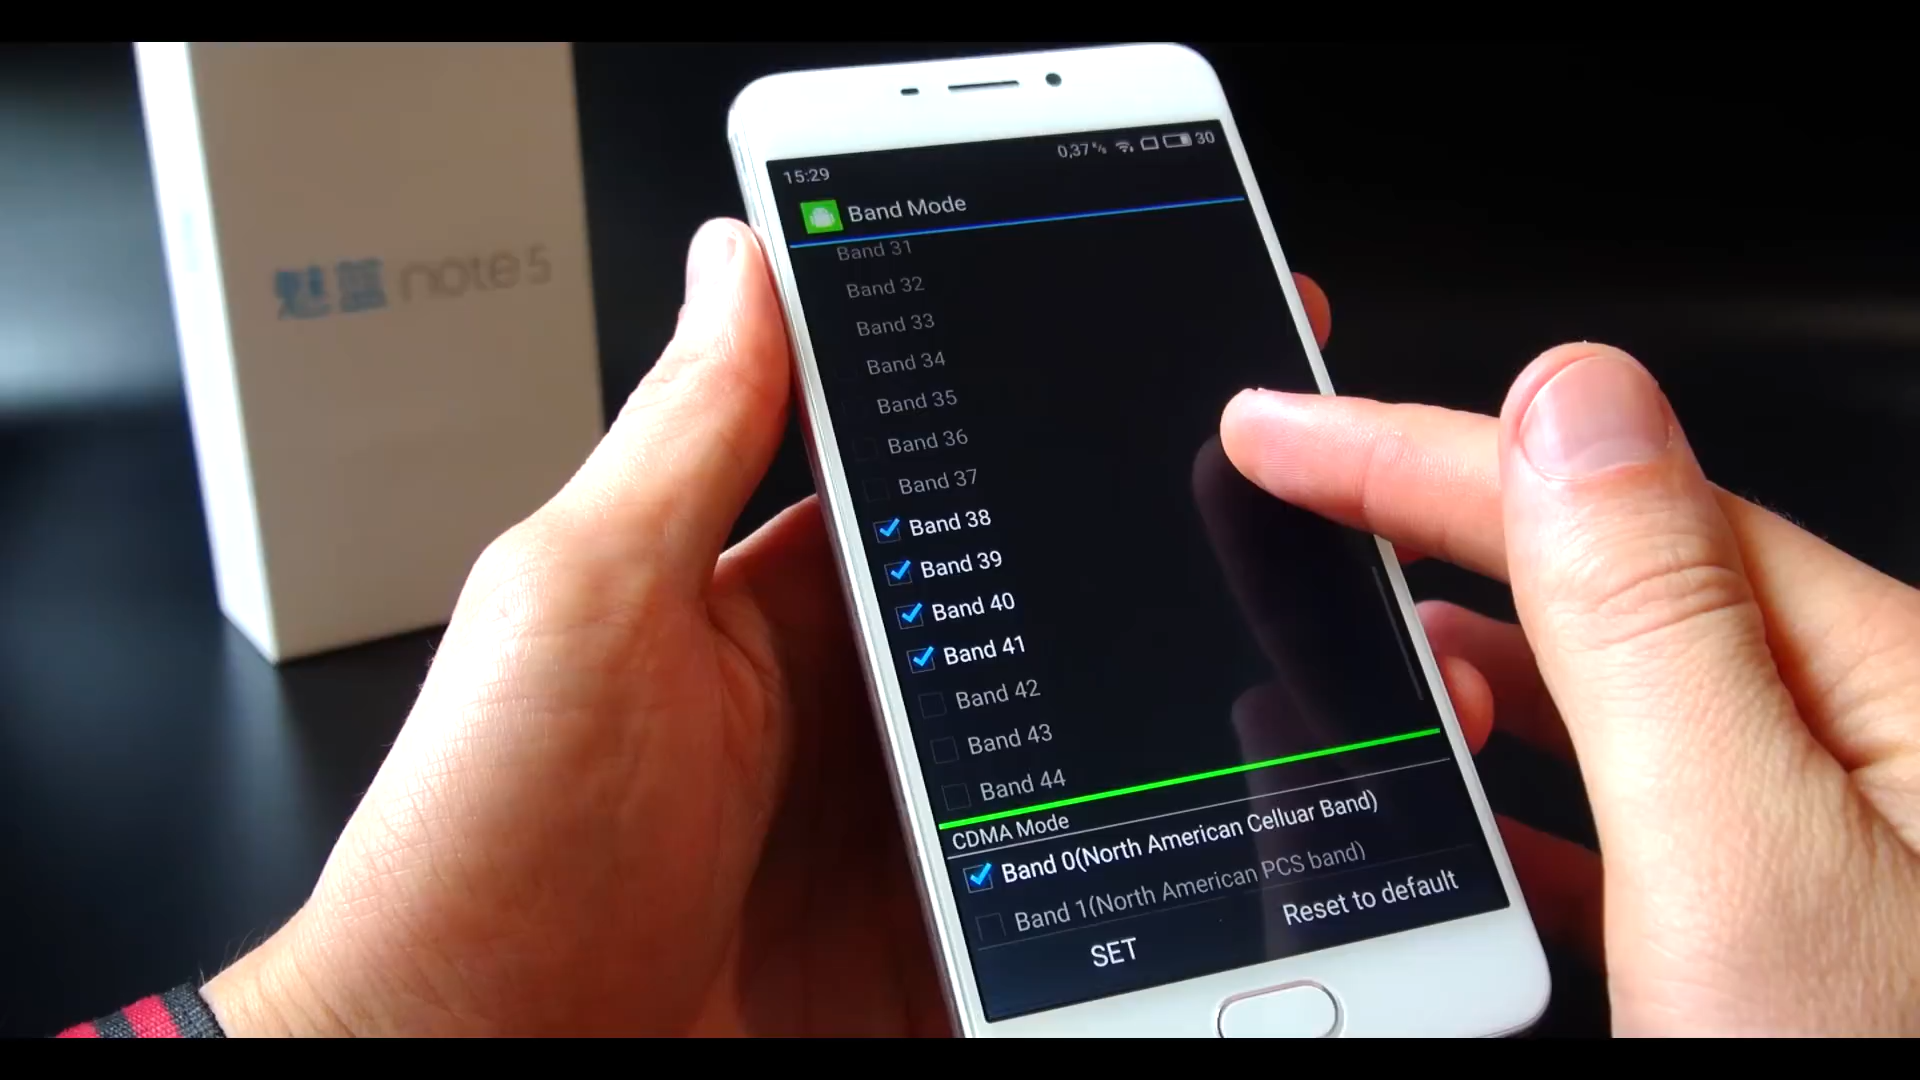 魅蓝 note5
15:29
0,37 K/s 30
Band Mode
Band 31
Band 32
Band 33
Band 34
Band 35
Band 36
Band 37
Band 38
Band 39
Band 40
Band 41
Band 42
Band 43
Band 44
CDMA Mode
Band 0(North American Celluar Band)
Band 1(North American PCS band)
SET
Reset to default